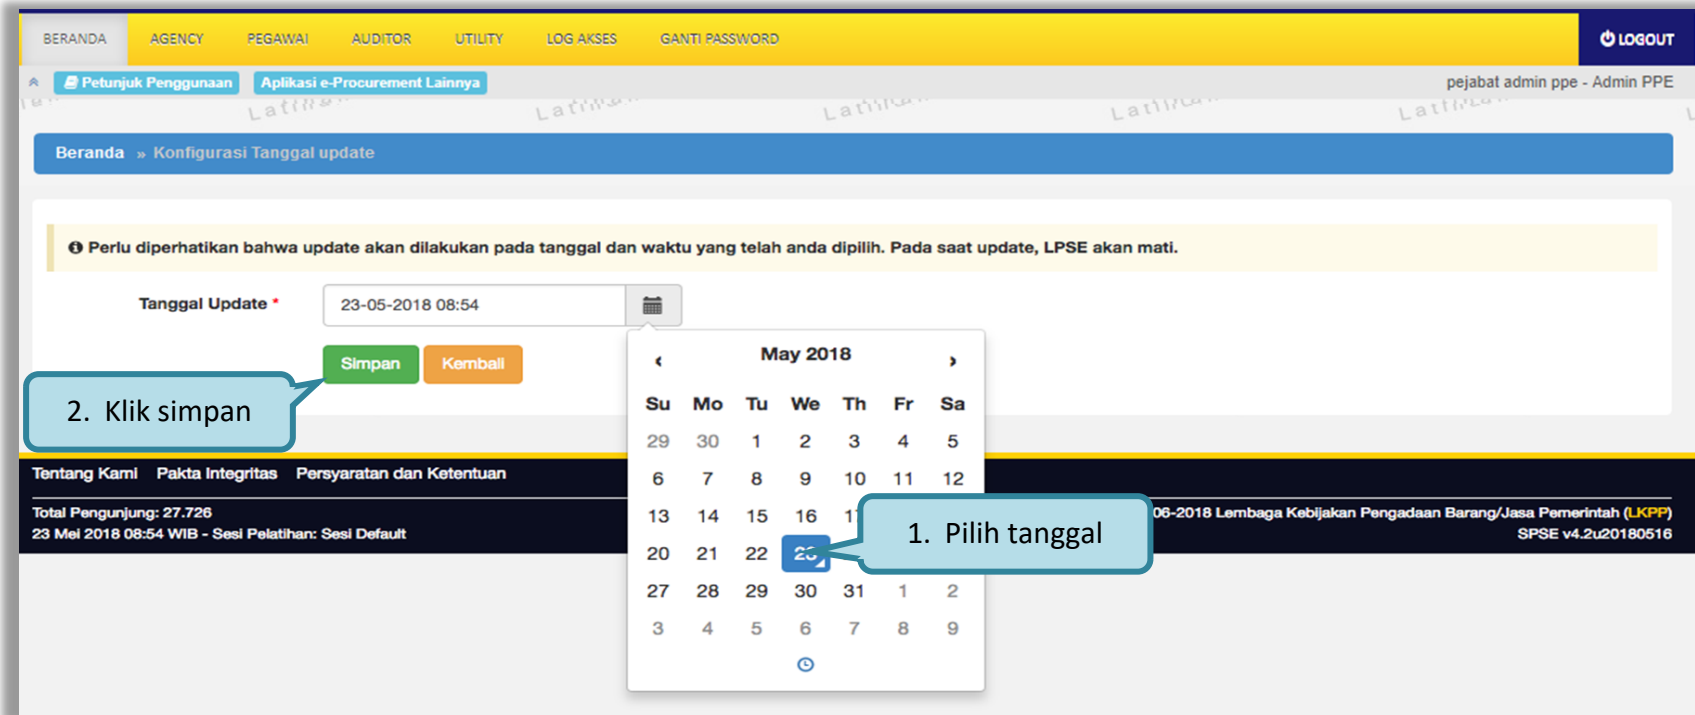 BERANDA AGENCY PEGAWAI AUDITOR UTILITY LOG AKSES GANTI PASSWORD LOGOUT
Petunjuk Penggunaan Aplikasi e-Procurement Lainnya pejabat admin ppe - Admin PPE
Beranda » Konfigurasi Tanggal update
Perlu diperhatikan bahwa update akan dilakukan pada tanggal dan waktu yang telah anda dipilih. Pada saat update, LPSE akan mati.
Tanggal Update * 23-05-2018 08:54
Simpan Kembali
2. Klik simpan
‹ May 2018 ›
Su Mo Tu We Th Fr Sa
29 30 1 2 3 4 5
6 7 8 9 10 11 12
13 14 15 16
20 21 22 23
27 28 29 30 31 1 2
3 4 5 6 7 8 9
1. Pilih tanggal
Tentang Kami Pakta Integritas Persyaratan dan Ketentuan
Total Pengunjung: 27.726
23 Mei 2018 08:54 WIB - Sesi Pelatihan: Sesi Default
06-2018 Lembaga Kebijakan Pengadaan Barang/Jasa Pemerintah (LKPP)
SPSE v4.2u20180516